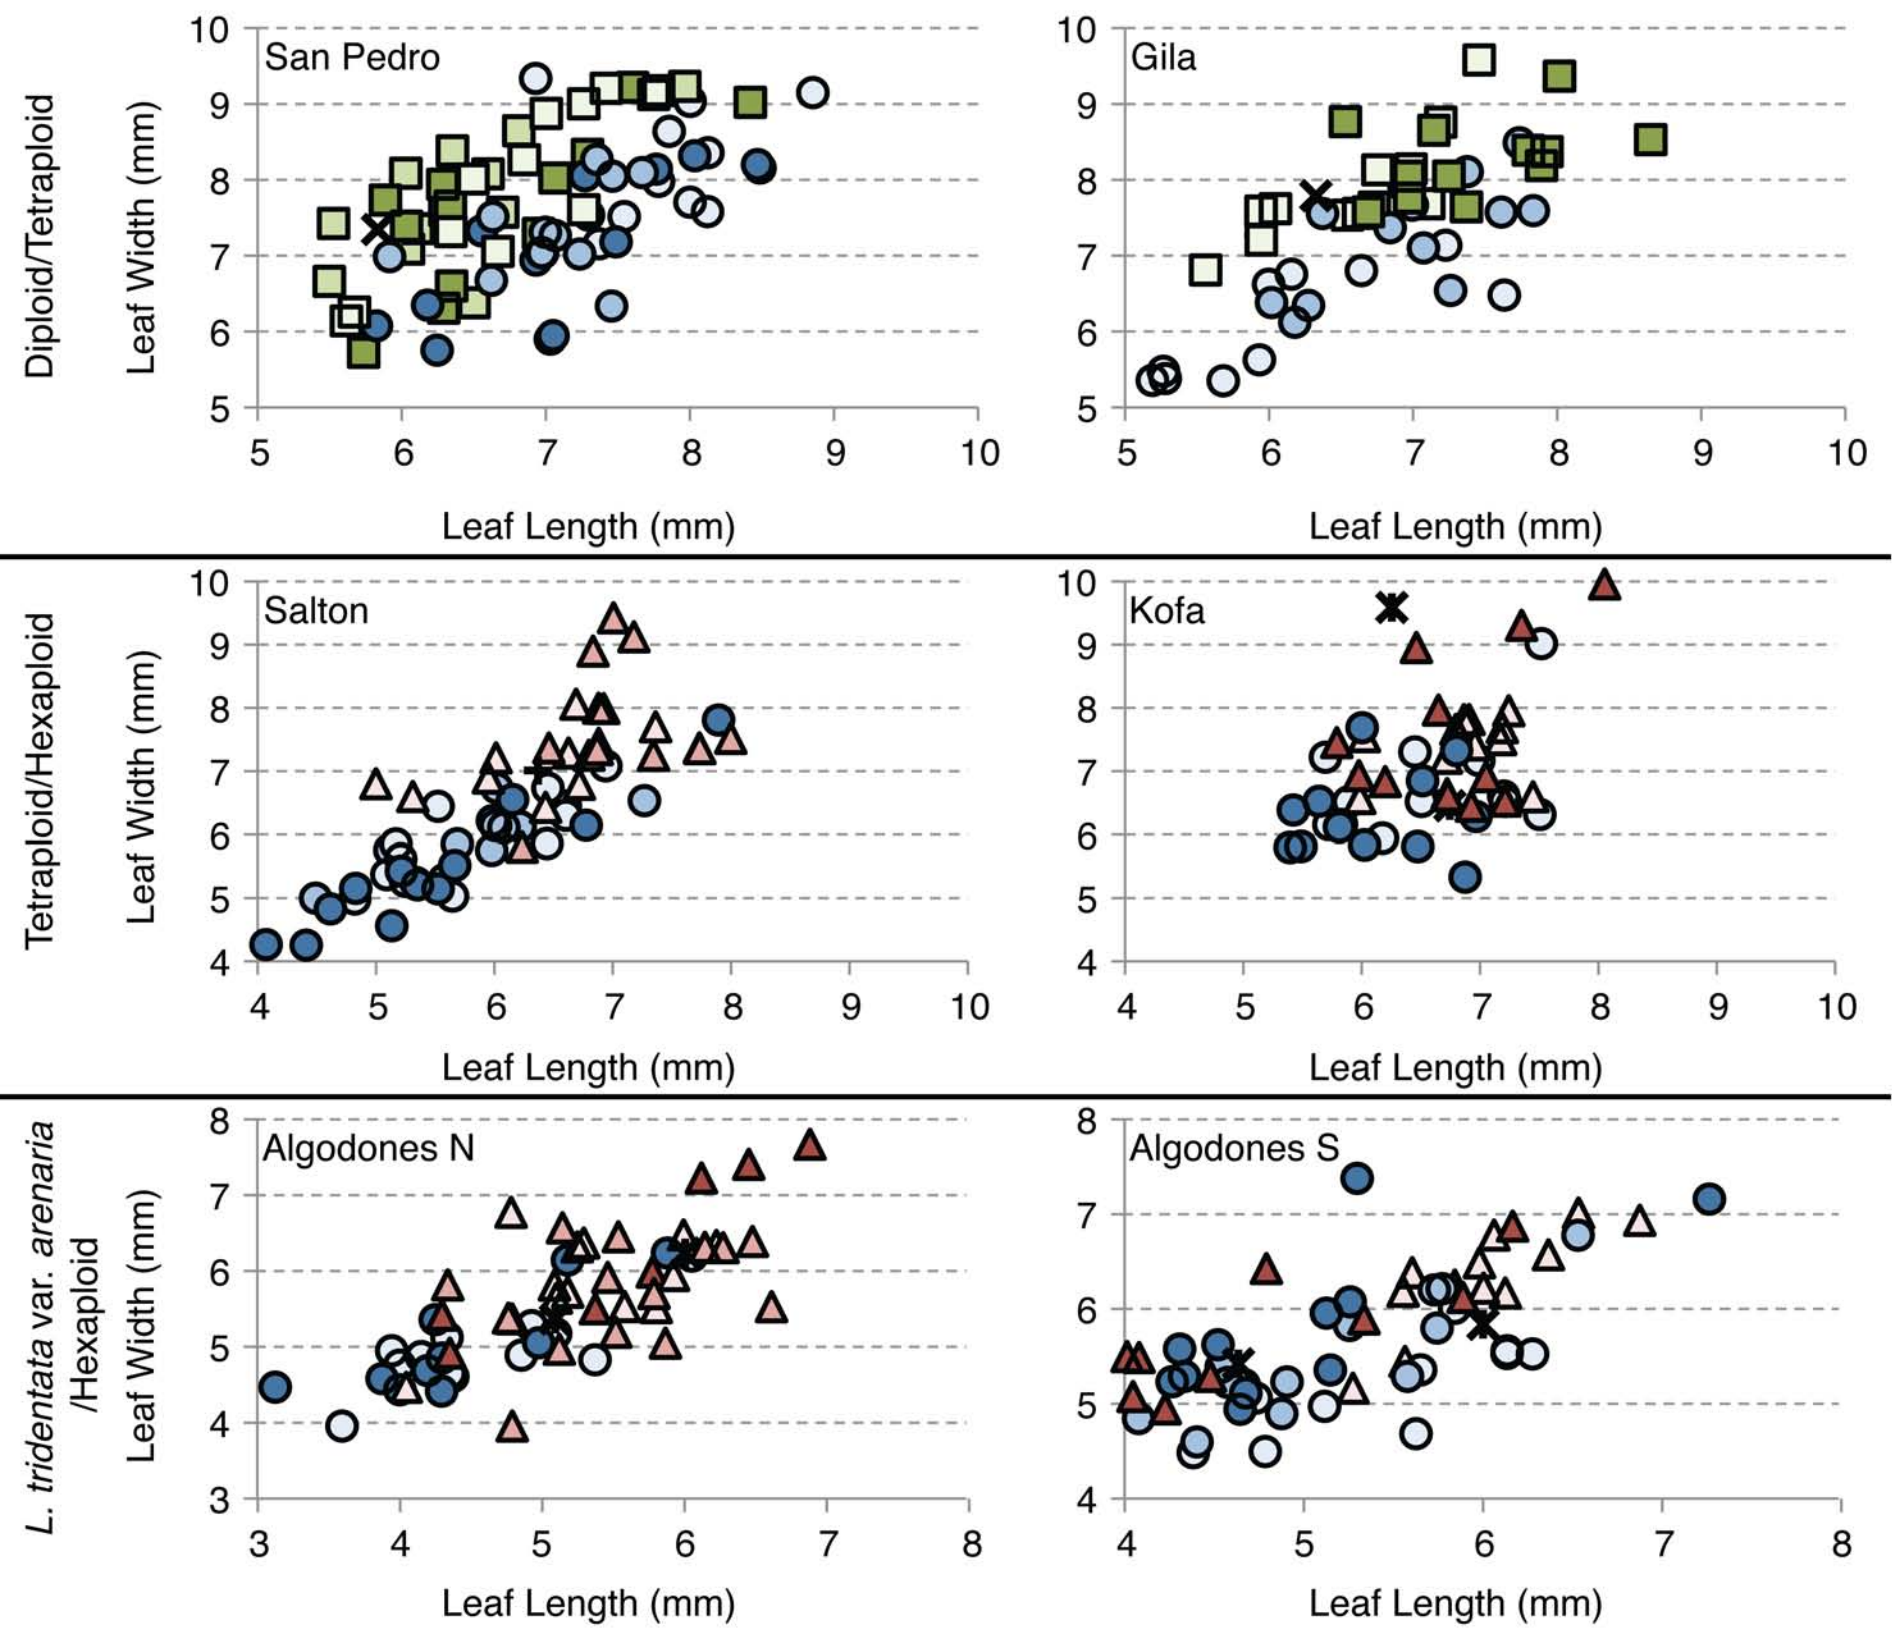 Diploid/Tetraploid
Leaf Width (mm)
10
9
8
7
6
5
San Pedro
5 6 7 8 9 10
Leaf Length (mm)
10
9
8
7
6
5
Gila
5 6 7 8 9 10
Leaf Length (mm)
Tetraploid/Hexaploid
Leaf Width (mm)
10
9
8
7
6
5
4
Salton
4 5 6 7 8 9 10
Leaf Length (mm)
10
9
8
7
6
5
4
Kofa
4 5 6 7 8 9 10
Leaf Length (mm)
L. tridentata var. arenaria
/Hexaploid
Leaf Width (mm)
8
7
6
5
4
3
Algodones N
3 4 5 6 7 8
Leaf Length (mm)
8
7
6
5
4
Algodones S
4 5 6 7 8
Leaf Length (mm)